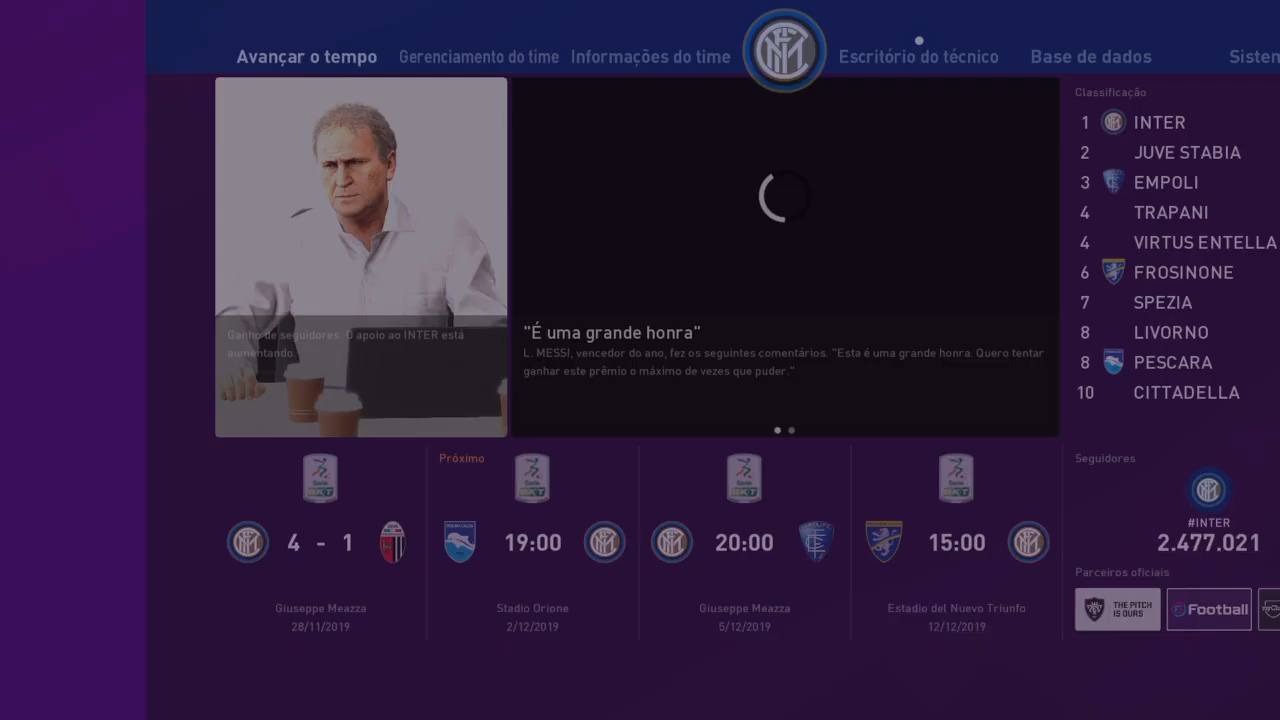 Avançar o tempo
Gerenciamento do time
Informações do time
Escritório do técnico
Base de dados
Sisten
Classificação
1 INTER
2 JUVE STABIA
3 EMPOLI
4 TRAPANI
4 VIRTUS ENTELLA
6 FROSINONE
7 SPEZIA
8 LIVORNO
8 PESCARA
10 CITTADELLA
Ganho de seguidores. O apoio ao INTER está
aumentando.
"É uma grande honra"
L. MESSI, vencedor do ano, fez os seguintes comentários. "Esta é uma grande honra. Quero tentar
ganhar este prêmio o máximo de vezes que puder."
4 - 1
Giuseppe Meazza
28/11/2019
Próximo
19:00
Stadio Orione
2/12/2019
20:00
Giuseppe Meazza
5/12/2019
15:00
Estadio del Nuevo Triunfo
12/12/2019
Seguidores
#INTER
2.477.021
Parceiros oficiais
THE PITCH
IS OURS
Football